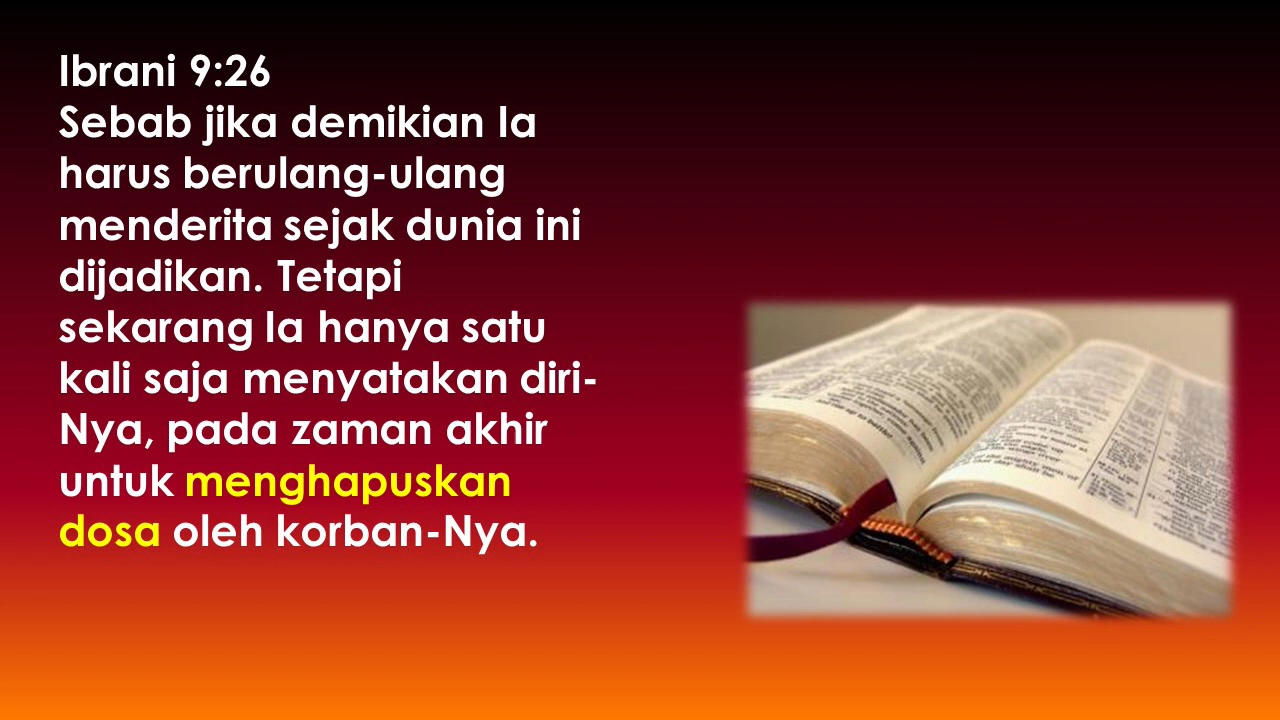 Ibrani 9:26
Sebab jika demikian Ia
harus berulang-ulang
menderita sejak dunia ini
dijadikan. Tetapi
sekarang Ia hanya satu
kali saja menyatakan diri-
Nya, pada zaman akhir
untuk menghapuskan
dosa oleh korban-Nya.